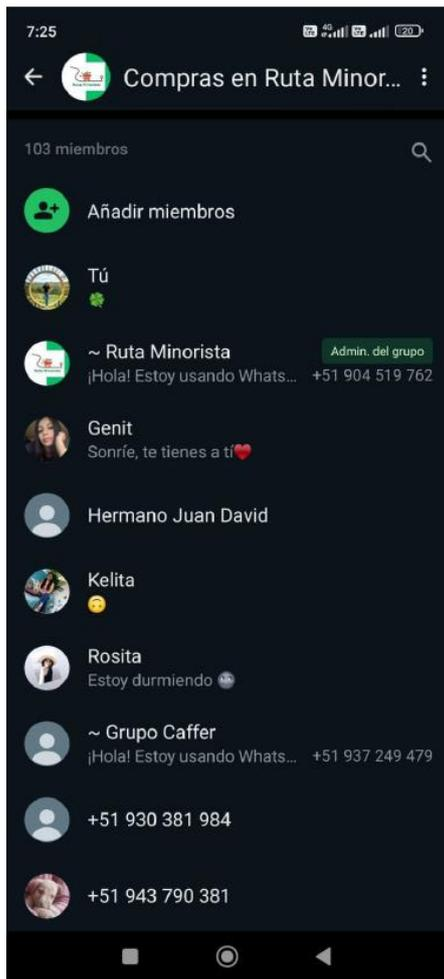 7:25
4G
20
Compras en Ruta Minor...
103 miembros
Añadir miembros
Tú
~ Ruta Minorista
Admin. del grupo
¡Hola! Estoy usando Whats...
+51 904 519 762
Genit
Sonríe, te tienes a tí
Hermano Juan David
Kelita
Rosita
Estoy durmiendo
~ Grupo Caffer
¡Hola! Estoy usando Whats...
+51 937 249 479
+51 930 381 984
+51 943 790 381